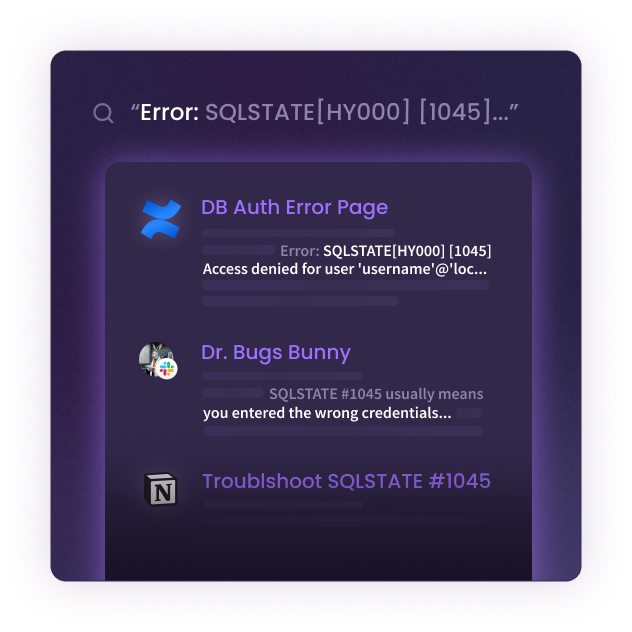 “Error: SQLSTATE[HY000] [1045]...”
DB Auth Error Page
Error: SQLSTATE[HY000] [1045]
Access denied for user 'username'@'loc...
Dr. Bugs Bunny
SQLSTATE #1045 usually means
you entered the wrong credentials...
N
Troublshoot SQLSTATE #1045